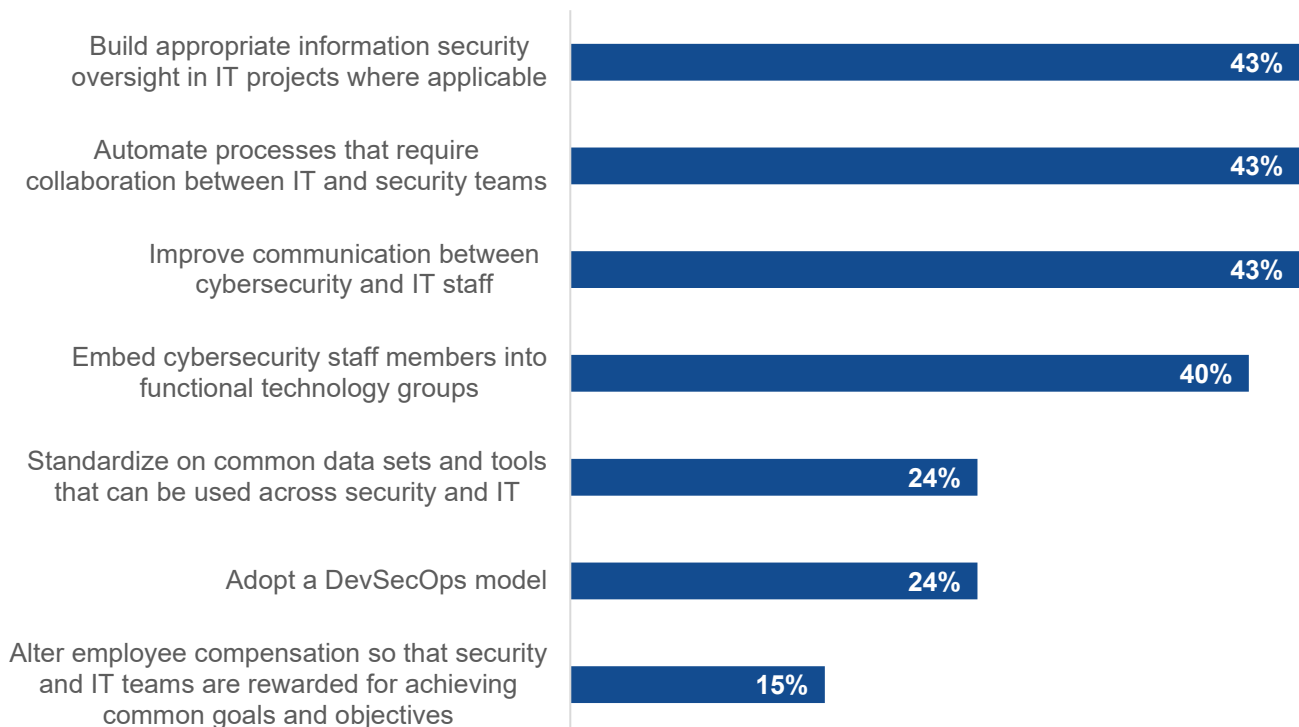 Build appropriate information security
oversight in IT projects where applicable
43%
Automate processes that require
collaboration between IT and security teams
43%
Improve communication between
cybersecurity and IT staff
43%
Embed cybersecurity staff members into
functional technology groups
40%
Standardize on common data sets and tools
that can be used across security and IT
24%
Adopt a DevSecOps model
24%
Alter employee compensation so that security
and IT teams are rewarded for achieving
common goals and objectives
15%